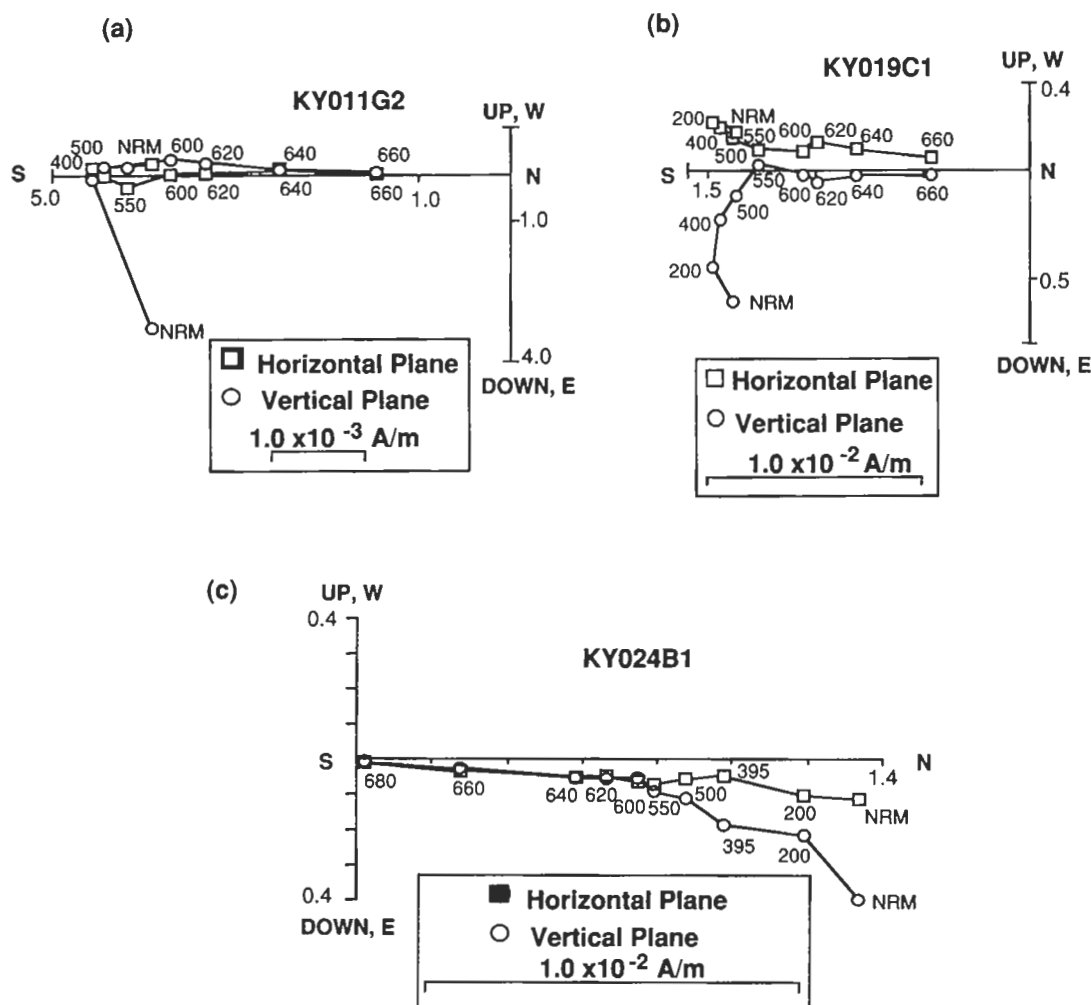 (a)
KY011G2
UP, W
500
NRM
600
620
640
660
400
S
N
5.0
550
600
620
640
660
1.0
-1.0
NRM
4.0
DOWN, E
Horizontal Plane
Vertical Plane
1.0 x10 -3 A/m
(b)
KY019C1
UP, W
0.4
200
NRM
550
600
620
640
660
400
500
S
N
1.5
550
600
620
640
660
500
400
200
NRM
0.5
DOWN, E
Horizontal Plane
Vertical Plane
1.0 x10 -2 A/m
(c)
UP, W
0.4
KY024B1
S
N
680
660
640
620
600
550
500
395
1.4
200
NRM
395
200
NRM
0.4
DOWN, E
Horizontal Plane
Vertical Plane
1.0 x10 -2 A/m